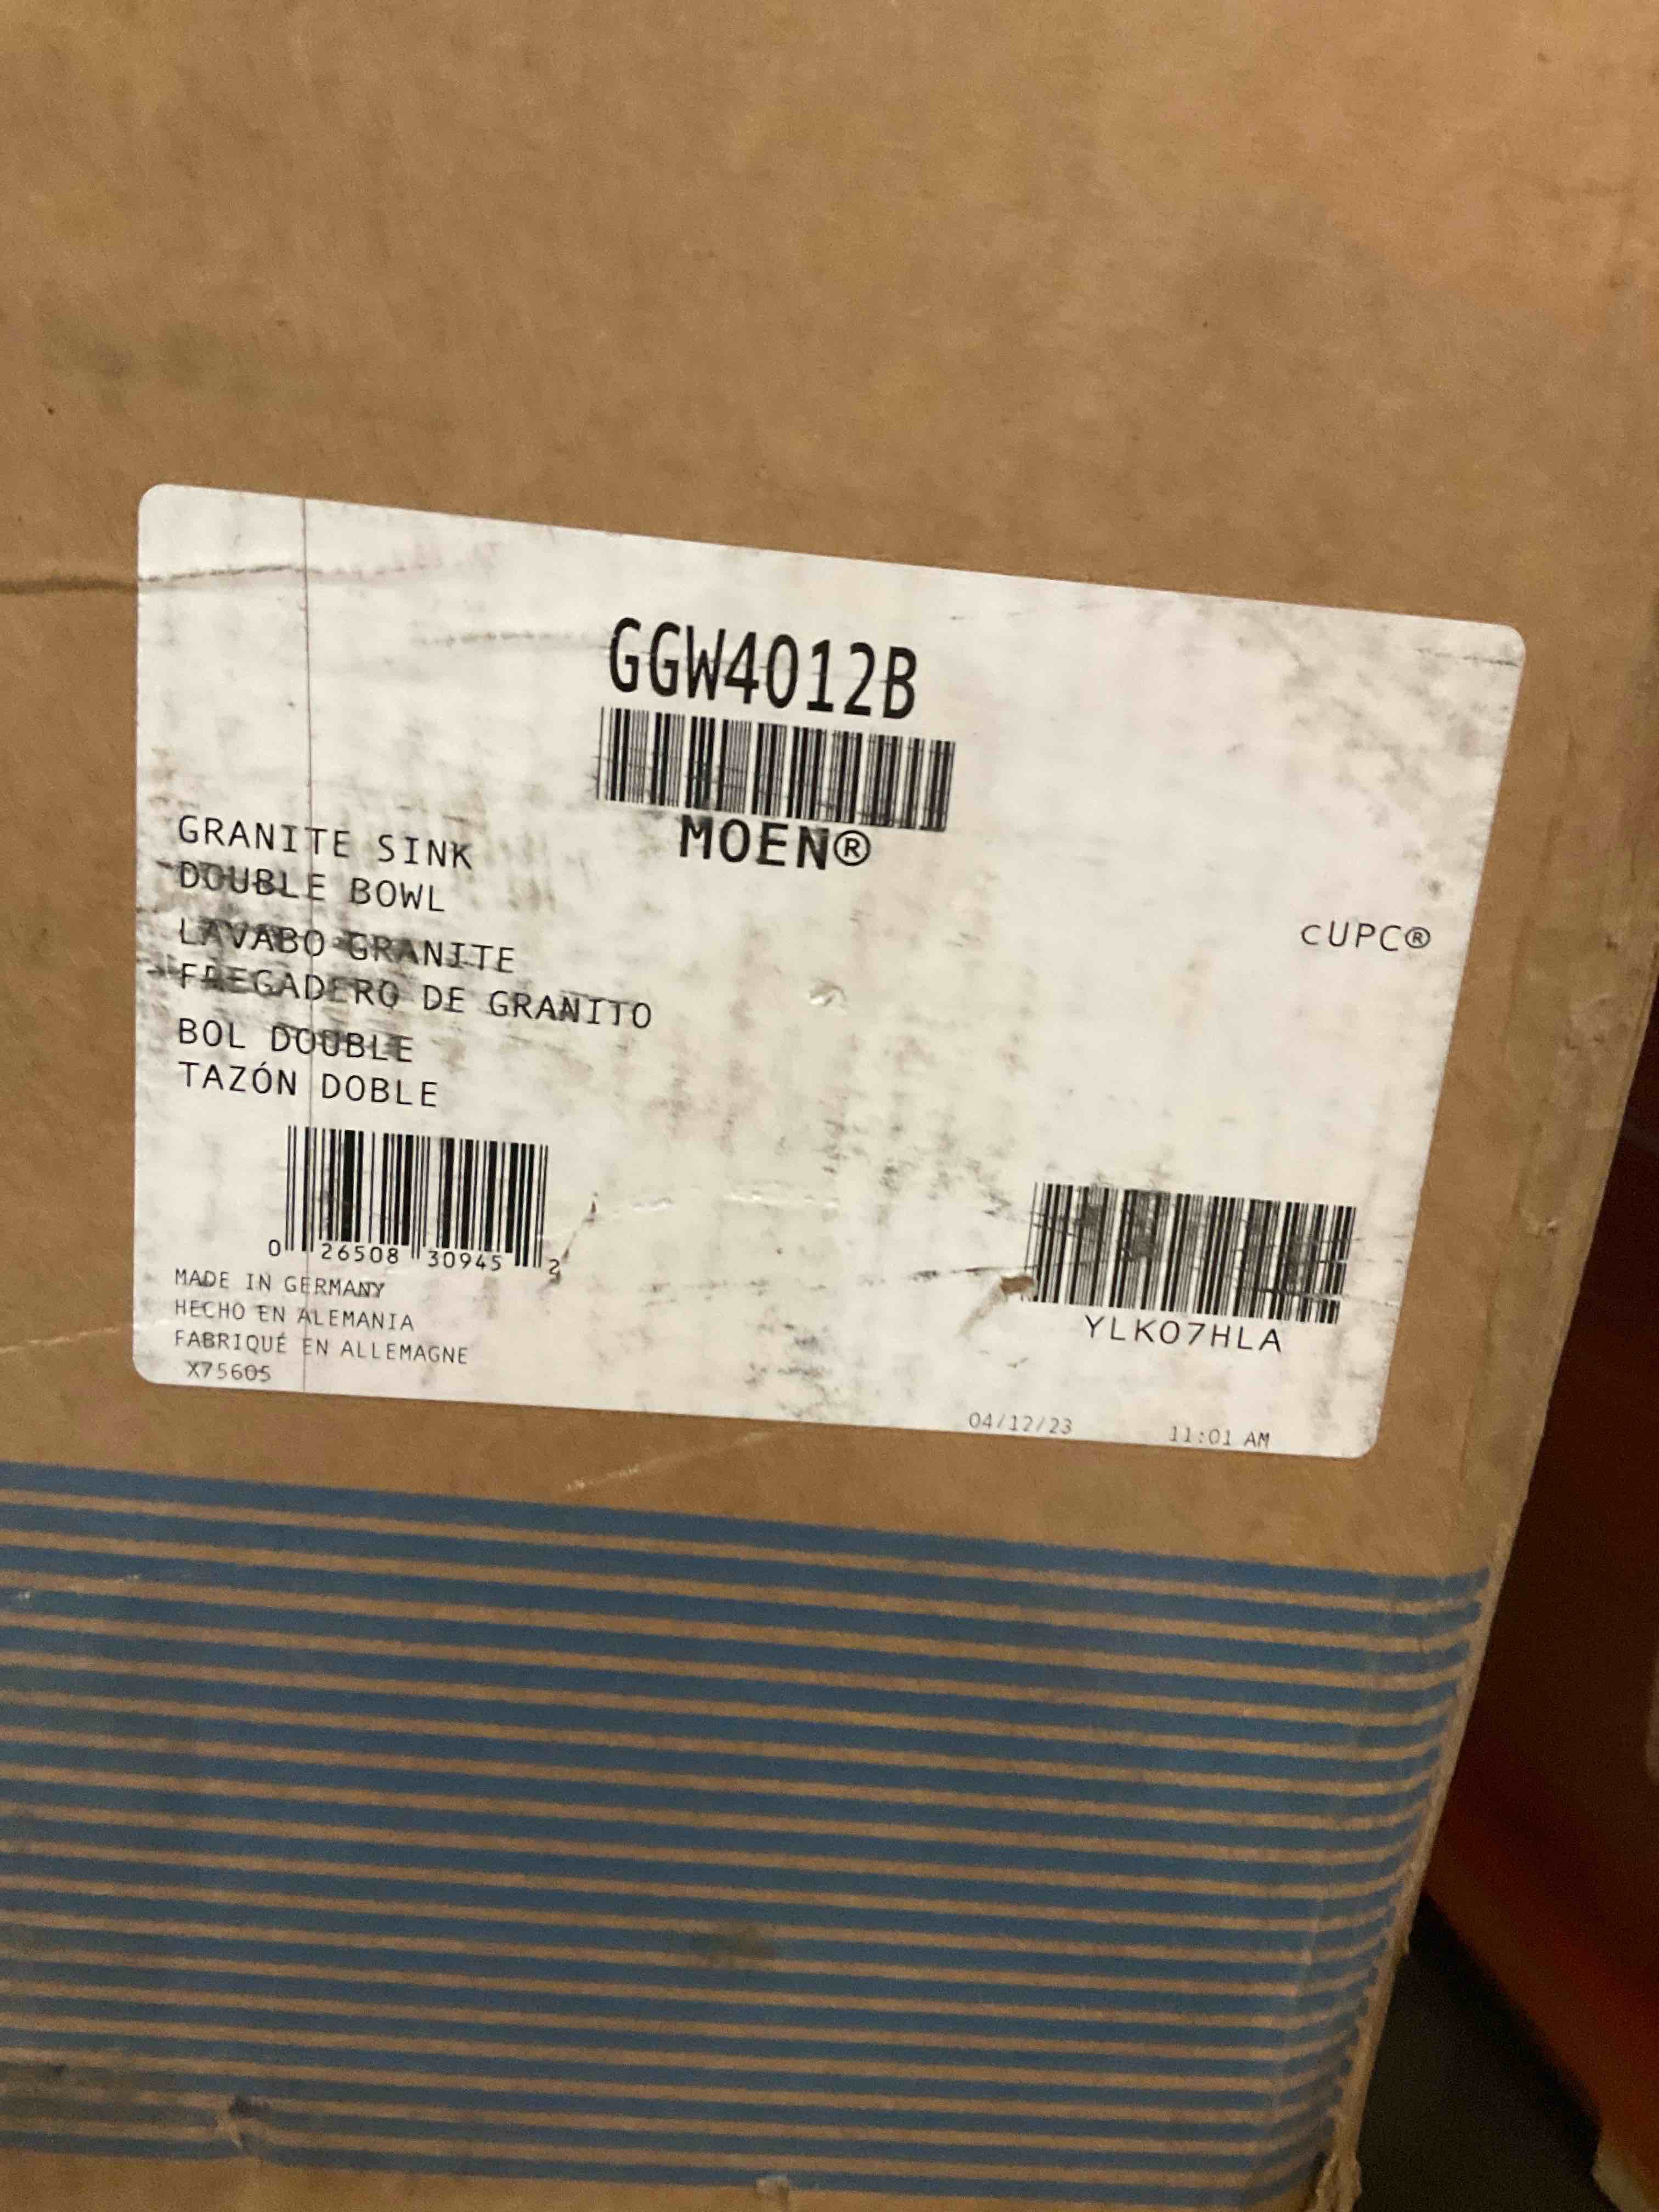 GGW4012B
MOEN®
GRANITE SINK
DOUBLE BOWL
LAVABO GRANITE
FREGADERO DE GRANITO
BOL DOUBLE
TAZÓN DOBLE
cUPC®
0 26508 30945 2
MADE IN GERMANY
HECHO EN ALEMANIA
FABRIQUÉ EN ALLEMAGNE
X75605
YLK07HLA
04/12/23 11:01 AM